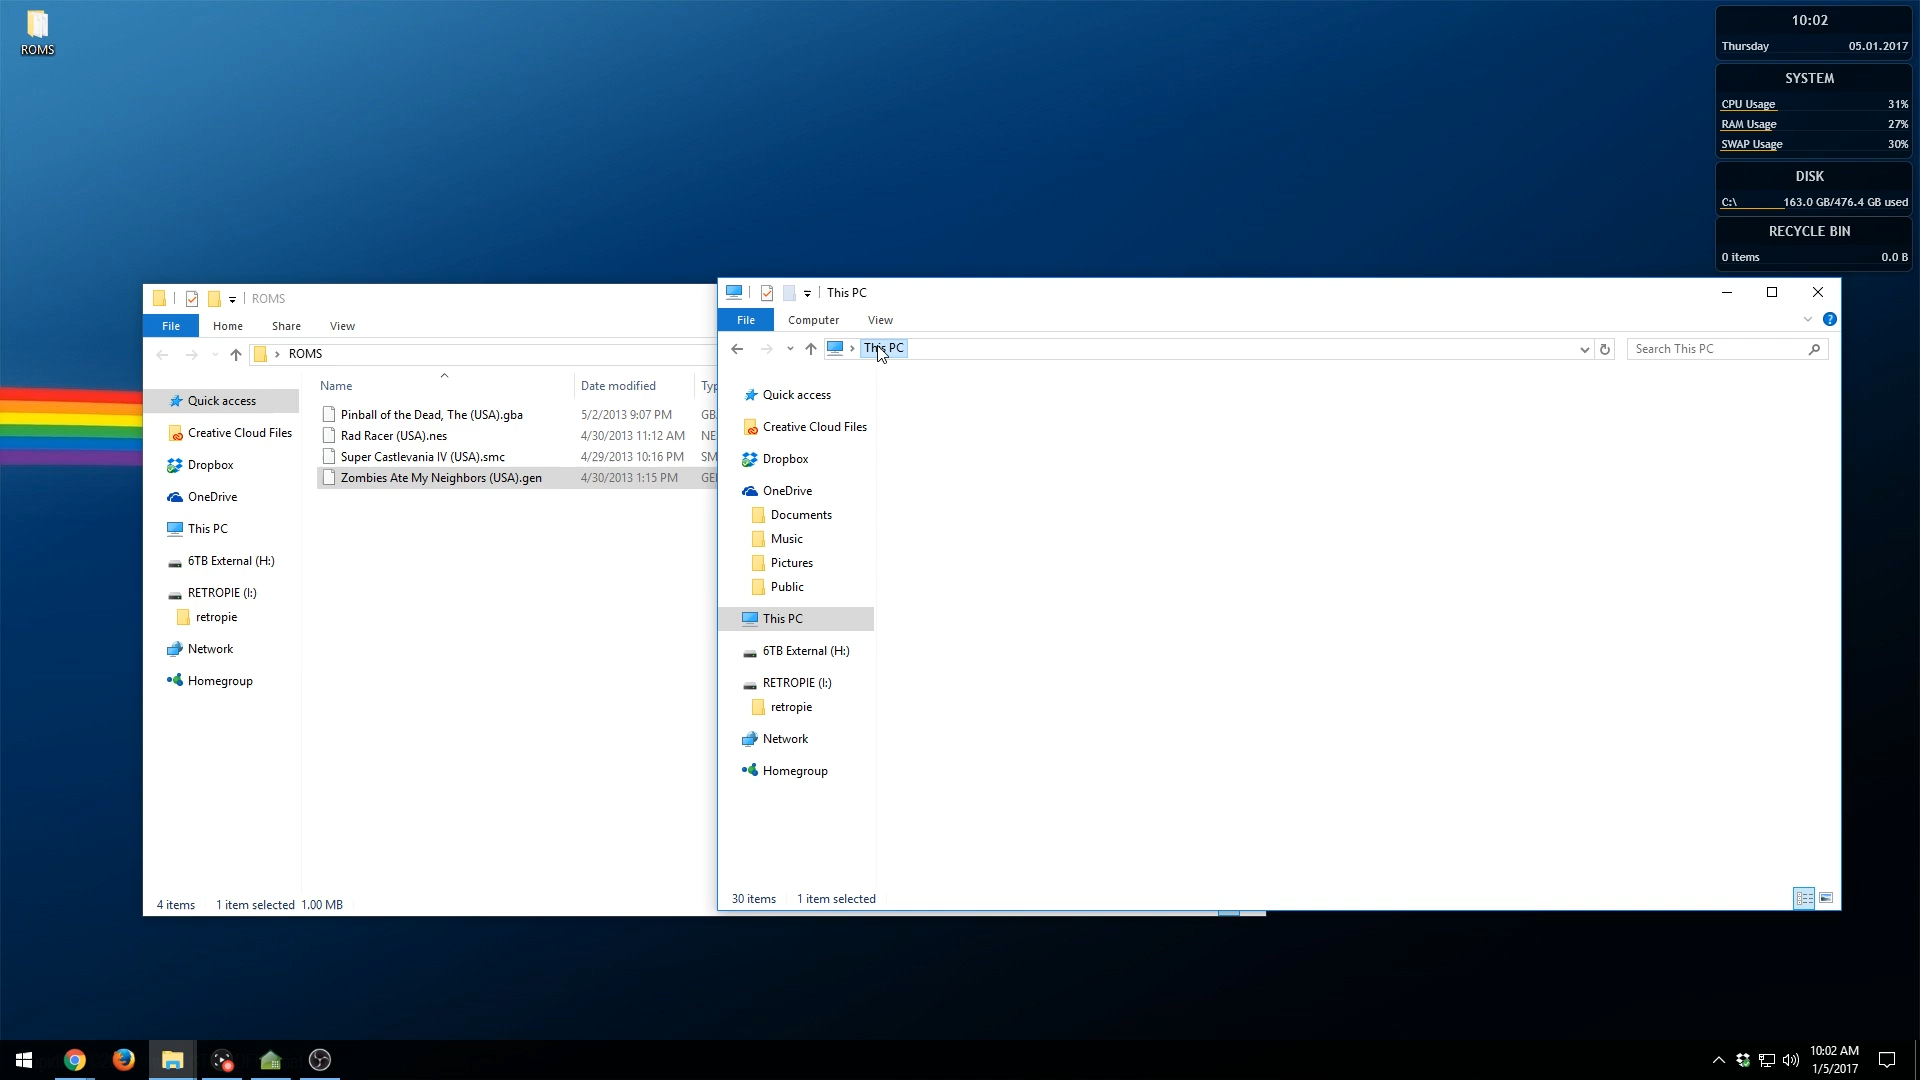 ROMS
10:02
Thursday 05.01.2017
SYSTEM
CPU Usage 31%
RAM Usage 27%
SWAP Usage 30%
DISK
C:\ 163.0 GB/476.4 GB used
RECYCLE BIN
0 items 0.0 B
ROMS
File Home Share View
ROMS
Quick access
Creative Cloud Files
Dropbox
OneDrive
This PC
6TB External (H:)
RETROPIE (I:)
retropie
Network
Homegroup
Name Date modified Typ
Pinball of the Dead, The (USA).gba 5/2/2013 9:07 PM GB
Rad Racer (USA).nes 4/30/2013 11:12 AM NE
Super Castlevania IV (USA).smc 4/29/2013 10:16 PM SM
Zombies Ate My Neighbors (USA).gen 4/30/2013 1:15 PM GE
4 items 1 item selected 1.00 MB
This PC
File Computer View
This PC
Search This PC
Quick access
Creative Cloud Files
Dropbox
OneDrive
Documents
Music
Pictures
Public
This PC
6TB External (H:)
RETROPIE (I:)
retropie
Network
Homegroup
30 items 1 item selected
10:02 AM
1/5/2017